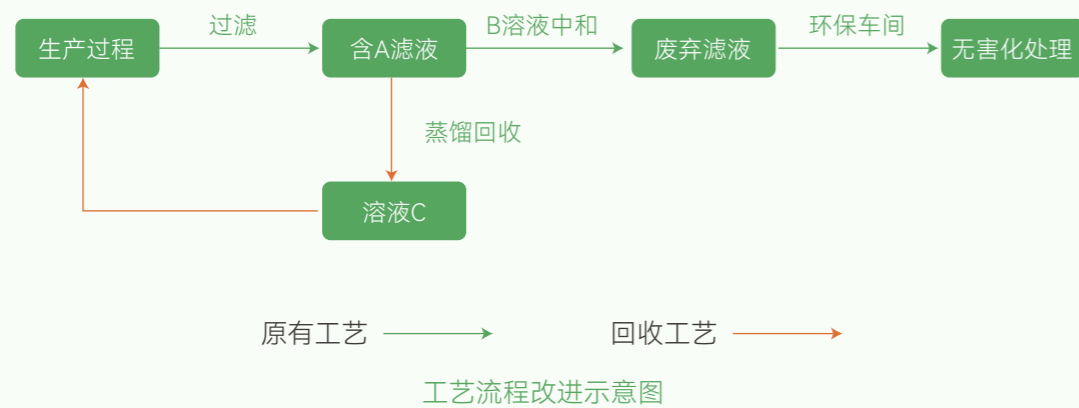 过滤
B溶液中和
环保车间
生产过程
含A滤液
废弃滤液
无害化处理
蒸馏回收
溶液C
原有工艺
回收工艺
工艺流程改进示意图